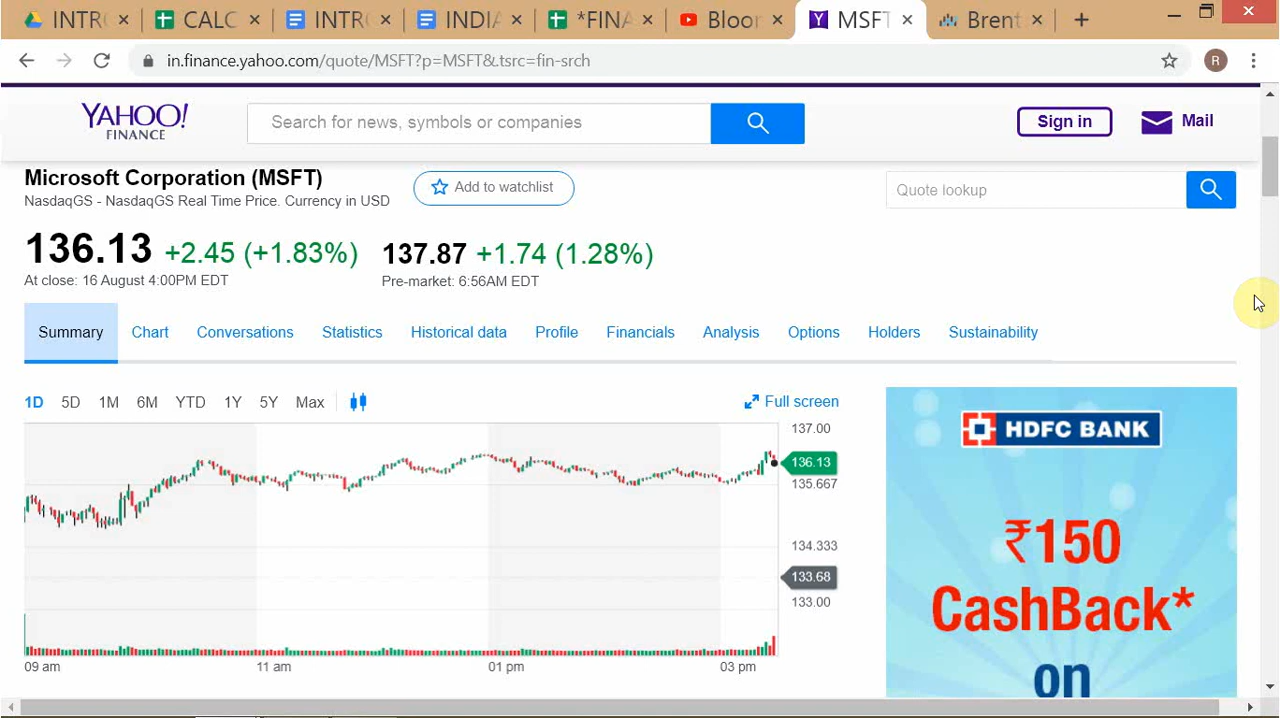 INTRO CALC INTRO INDIA *FINA Bloor MSFT Brent
in.finance.yahoo.com/quote/MSFT?p=MSFT&.tsrc=fin-srch R
YAHOO!
FINANCE
Search for news, symbols or companies
Sign in Mail
Microsoft Corporation (MSFT)
NasdaqGS - NasdaqGS Real Time Price. Currency in USD
Add to watchlist
Quote lookup
136.13 +2.45 (+1.83%) 137.87 +1.74 (1.28%)
At close: 16 August 4:00PM EDT Pre-market: 6:56AM EDT
Summary Chart Conversations Statistics Historical data Profile Financials Analysis Options Holders Sustainability
1D 5D 1M 6M YTD 1Y 5Y Max Full screen
137.00
136.13
135.667
134.333
133.68
133.00
09 am 11 am 01 pm 03 pm
HDFC BANK
₹150
CashBack*
on